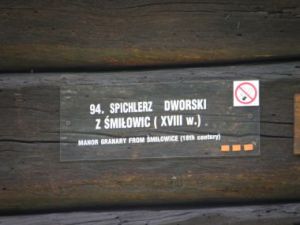 94. SPICHLERZ DWORSKI
Z ŚMIŁOWIC ( XVIII w.)
MANOR GRANARY FROM ŚMIŁOWICE (18th century)